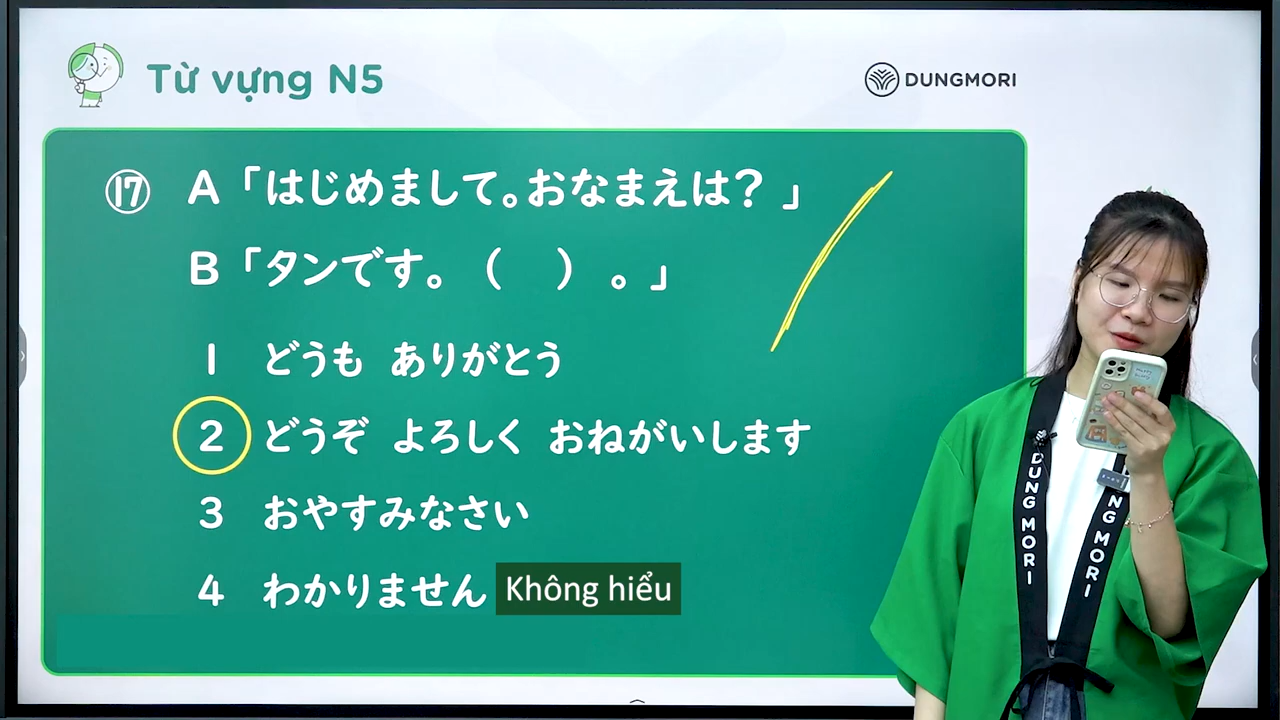 Từ vựng N5
DUNGMORI
⑰ A「はじめまして。おなまえは？」
B「タンです。（ ）。」
1 どうも ありがとう
2 どうぞ よろしく おねがいします
3 おやすみなさい
4 わかりません Không hiểu
DUNG MORI
NG MORI